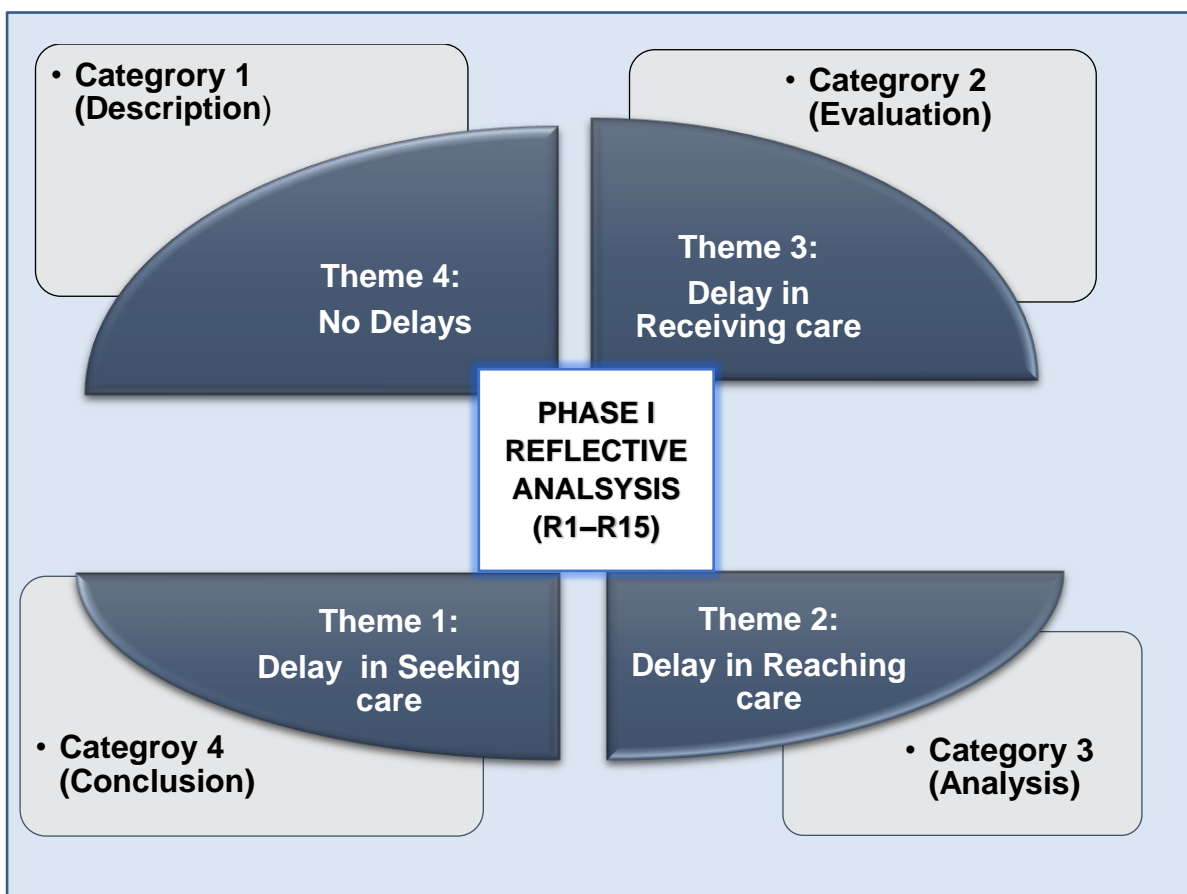 • Categrory 1
(Description)
• Categrory 2
(Evaluation)
Theme 4:
No Delays
Theme 3:
Delay in
Receiving care
PHASE I
REFLECTIVE
ANALSYSIS
(R1–R15)
Theme 1:
Delay in Seeking
care
Theme 2:
Delay in Reaching
care
• Categroy 4
(Conclusion)
• Category 3
(Analysis)